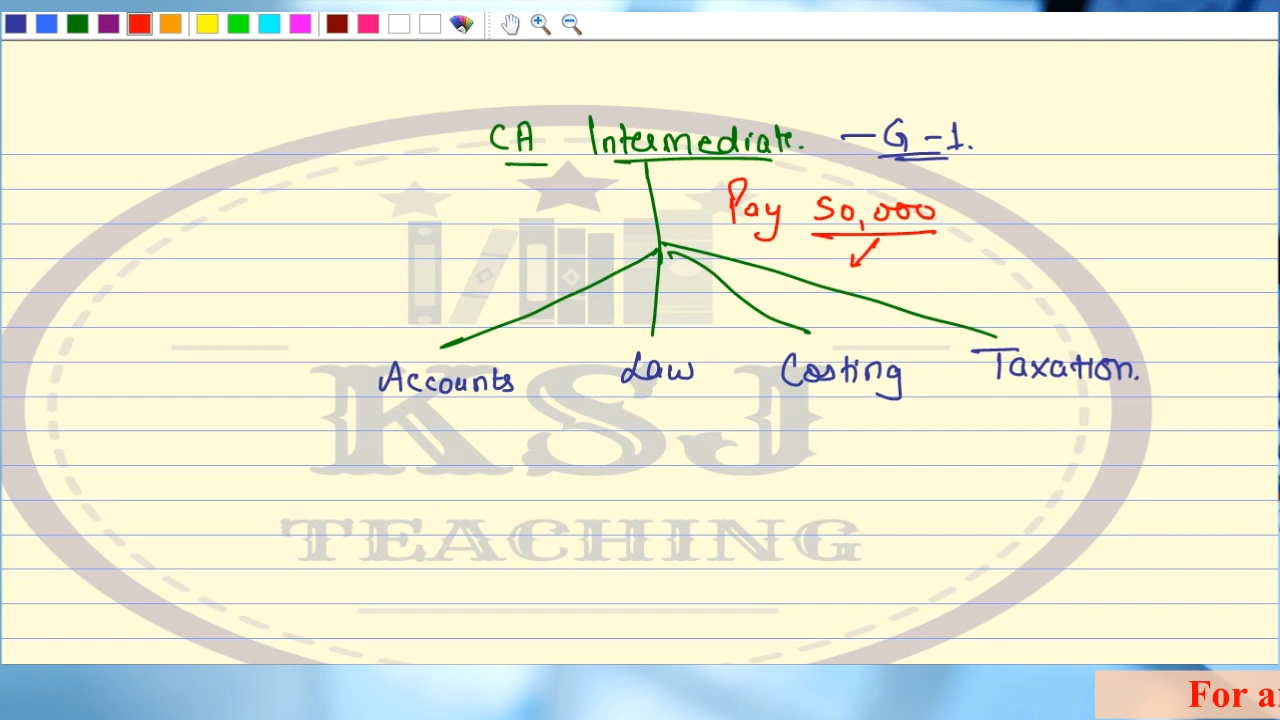 CA Intermediate. - G-1.
Pay 50,000
Accounts Law Costing Taxation.
KSJ
TEACHING
For